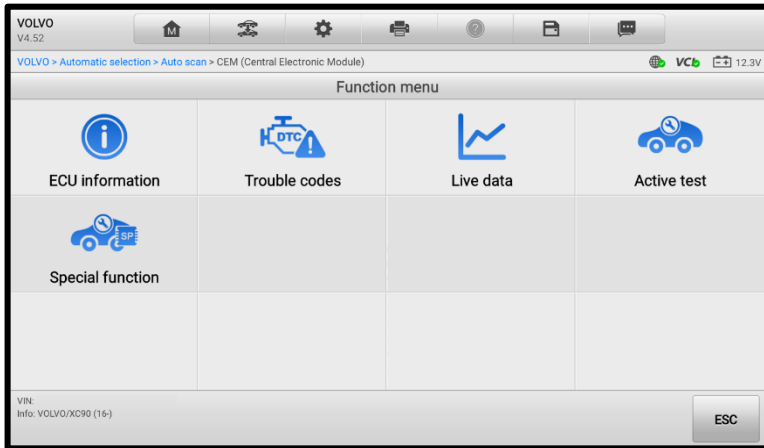 VOLVO
V4.52
M
?
VOLVO > Automatic selection > Auto scan > CEM (Central Electronic Module)
VCI
12.3V
Function menu
i
DTC
ECU information
Trouble codes
Live data
Active test
SP
Special function
VIN:
Info: VOLVO/XC90 (16-)
ESC